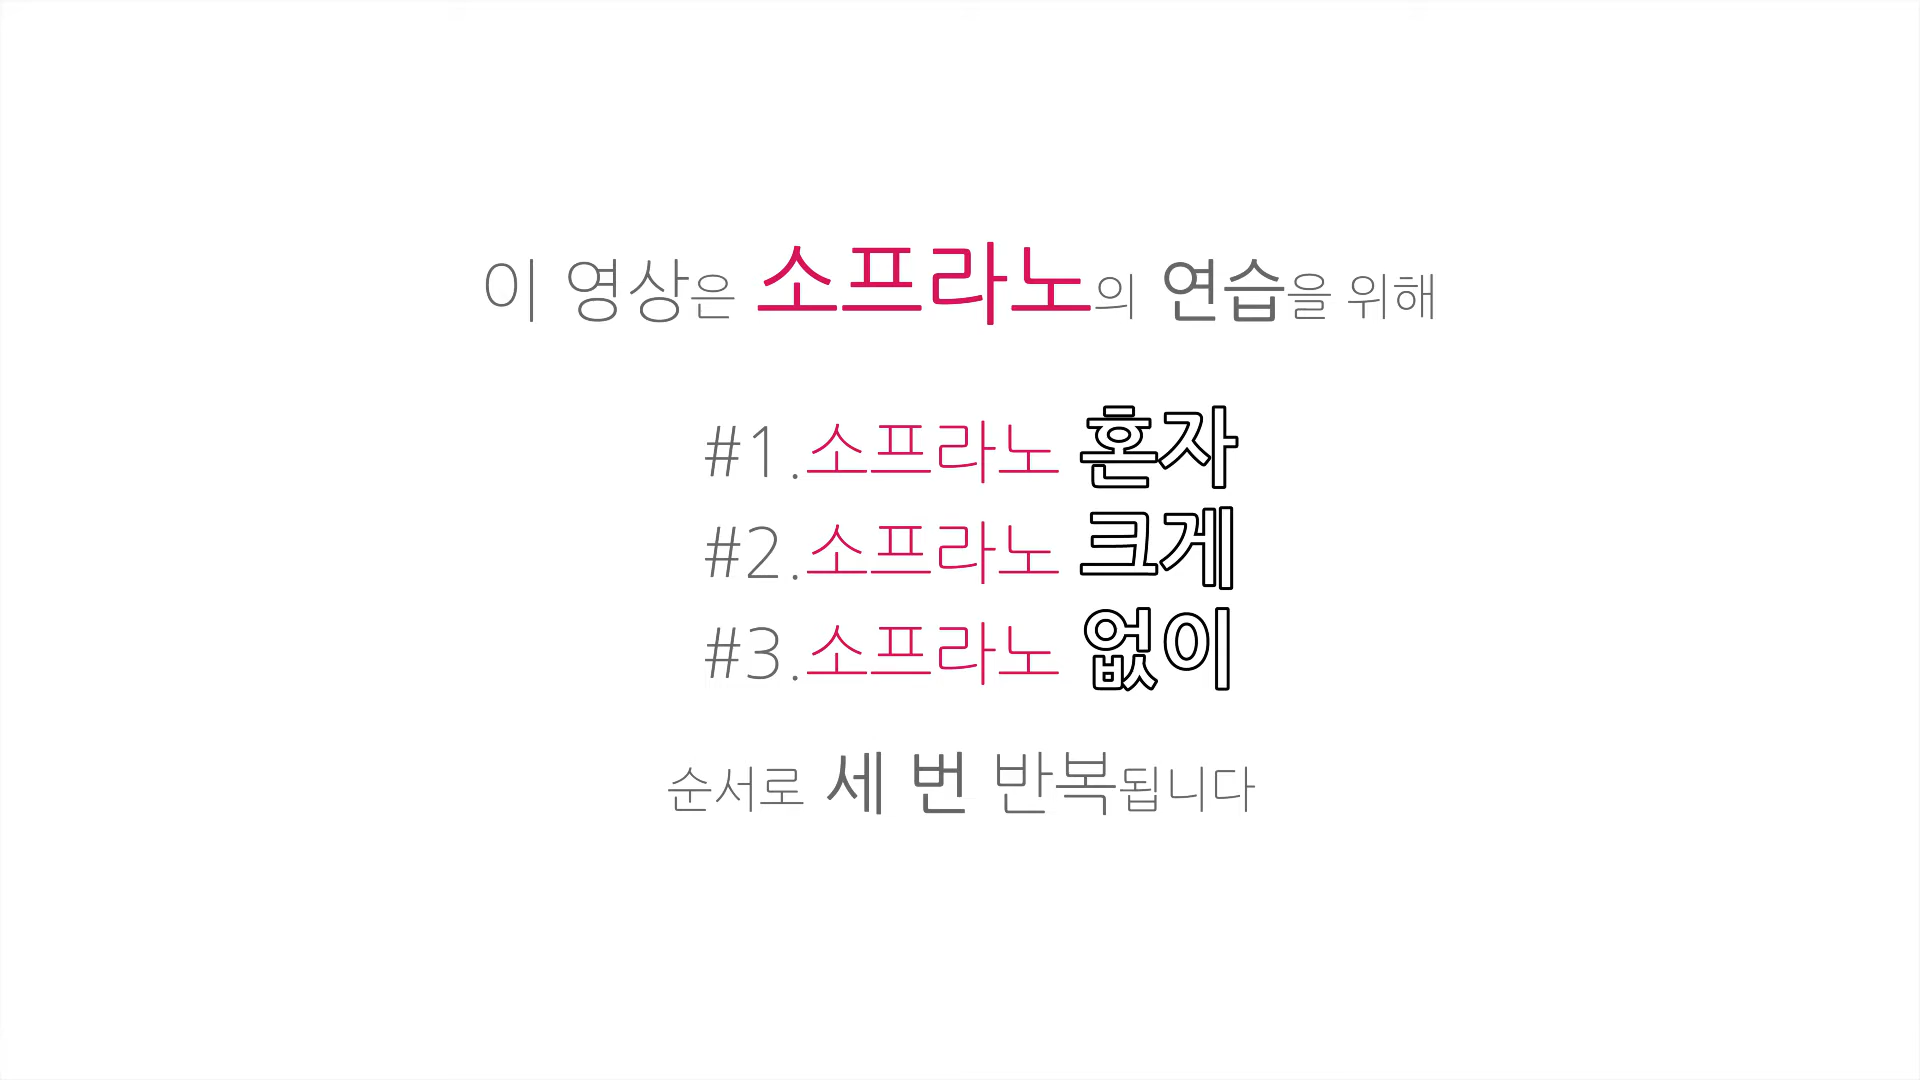 이 영상은 소프라노의 연습을 위해
#1.소프라노 혼자
#2.소프라노 크게
#3.소프라노 없이
순서로 세 번 반복됩니다